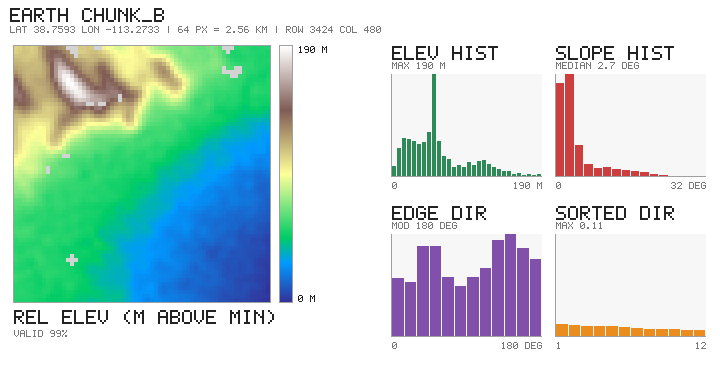 EARTH CHUNK_B
LAT 38.7593 LON -113.2733 | 64 PX = 2.56 KM | ROW 3424 COL 480
190 M
0 M
REL ELEV (M ABOVE MIN)
VALID 99%
ELEV HIST
MAX 190 M
0 190 M
SLOPE HIST
MEDIAN 2.7 DEG
0 32 DEG
EDGE DIR
MOD 180 DEG
0 180 DEG
SORTED DIR
MAX 0.11
1 12